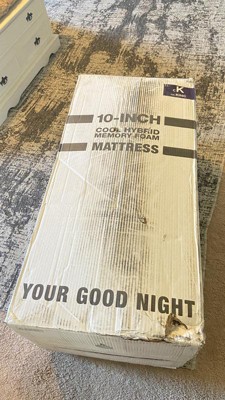 K
10-INCH
COOL HYBRID
MEMORY FOAM
MATTRESS
YOUR GOOD NIGHT